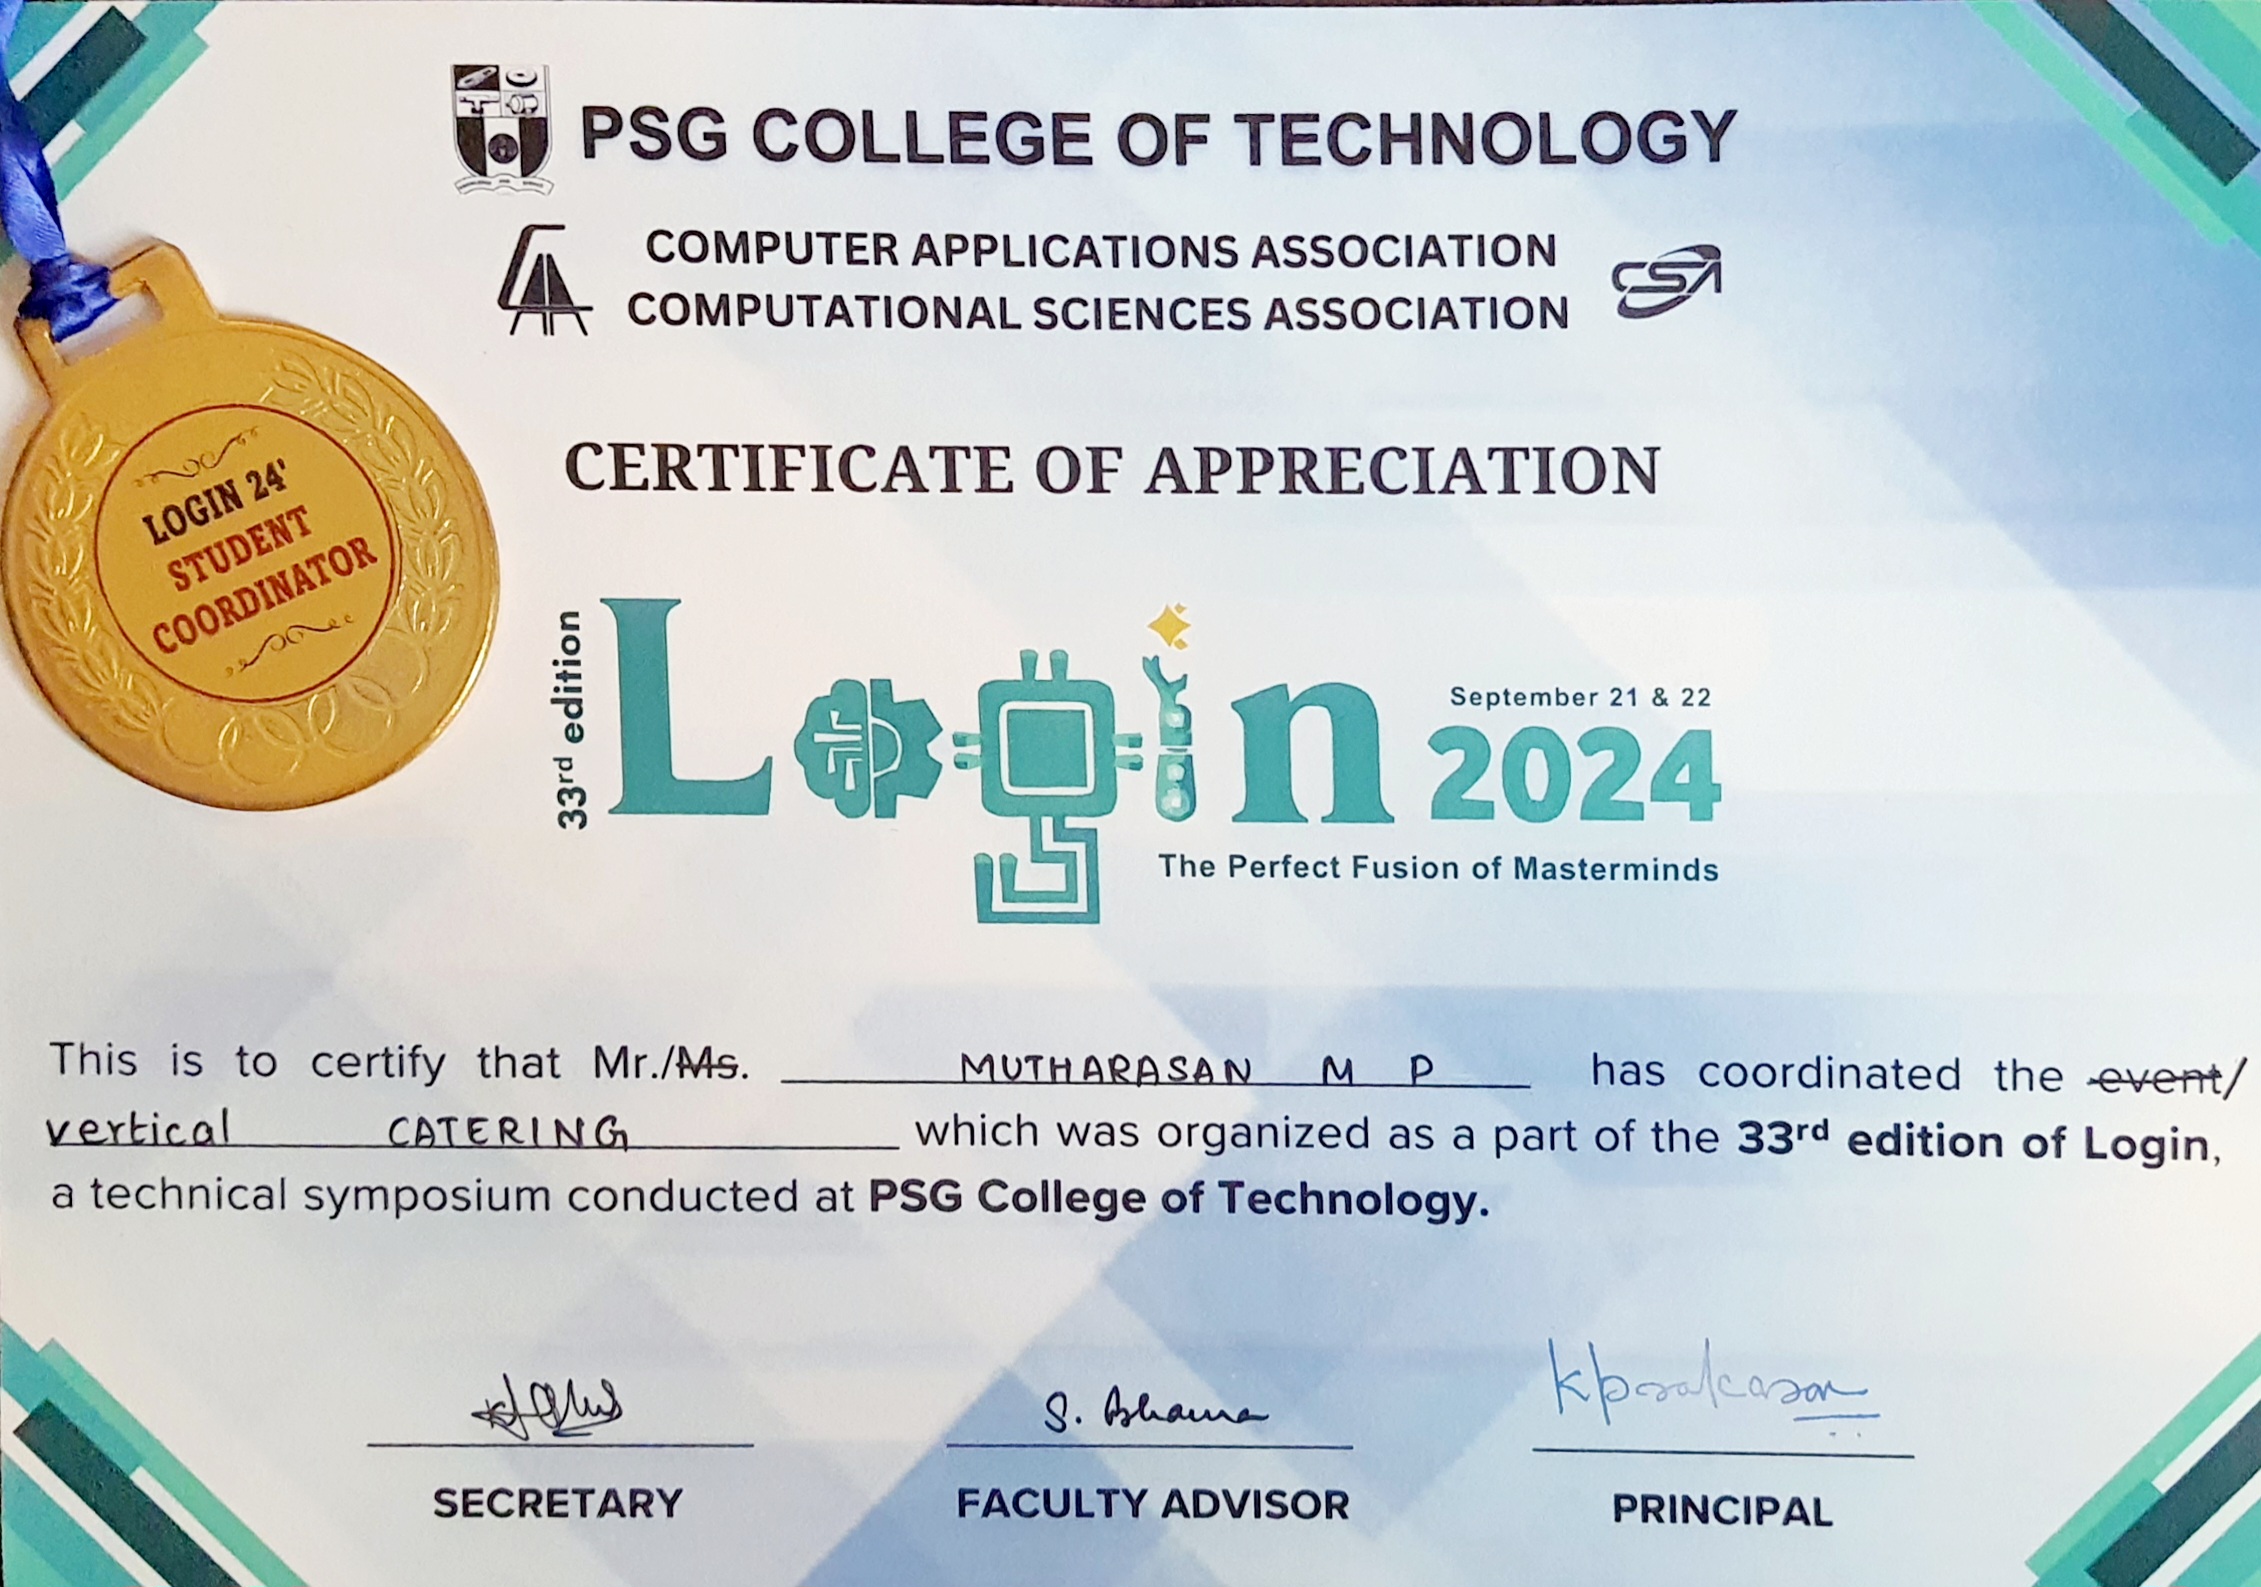 PSG COLLEGE OF TECHNOLOGY
COMPUTER APPLICATIONS ASSOCIATION
COMPUTATIONAL SCIENCES ASSOCIATION
CSA
CERTIFICATE OF APPRECIATION
LOGIN 24'
STUDENT
COORDINATOR
33rd edition
Login
September 21 & 22
2024
The Perfect Fusion of Masterminds
This is to certify that Mr./Ms. MUTHARASAN M P has coordinated the event/
vertical CATERING which was organized as a part of the 33rd edition of Login,
a technical symposium conducted at PSG College of Technology.
S. Bhama
kprakasan
SECRETARY
FACULTY ADVISOR
PRINCIPAL